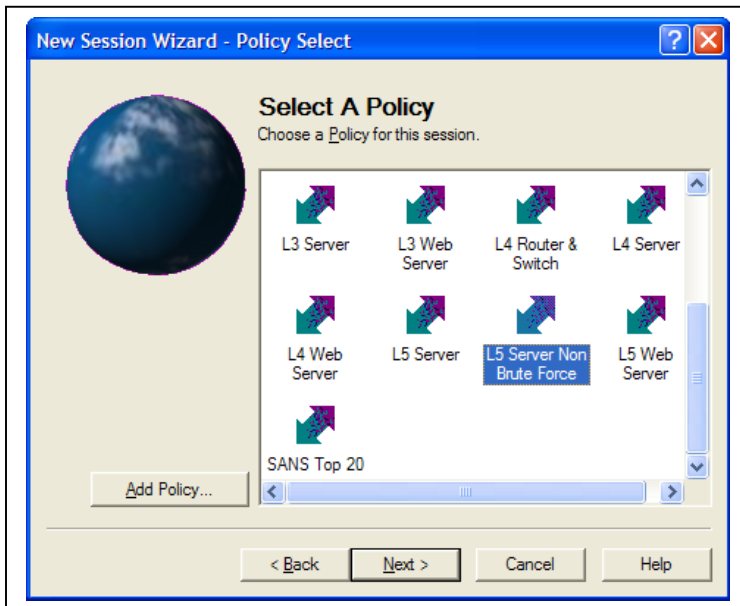 New Session Wizard - Policy Select
Select A Policy
Choose a Policy for this session.
L3 Server
L3 Web
Server
L4 Router &
Switch
L4 Server
L4 Web
Server
L5 Server
L5 Server Non
Brute Force
L5 Web
Server
SANS Top 20
Add Policy...
< Back
Next >
Cancel
Help